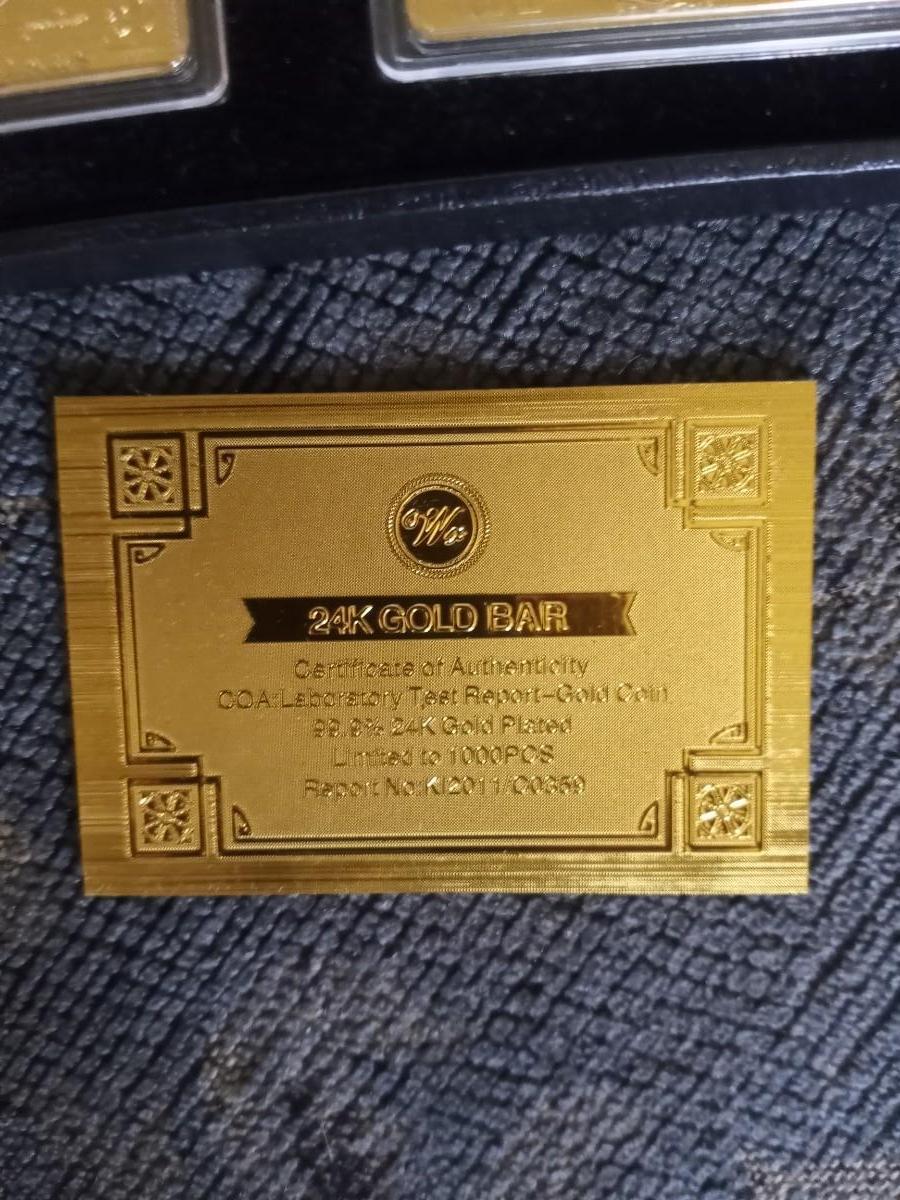 W
24K GOLD BAR
Certificate of Authenticity
COA:Laboratory Test Report-Gold Coin
99.9% 24K Gold Plated
Limited to 1000PCS
Report No:KI2011/C0359